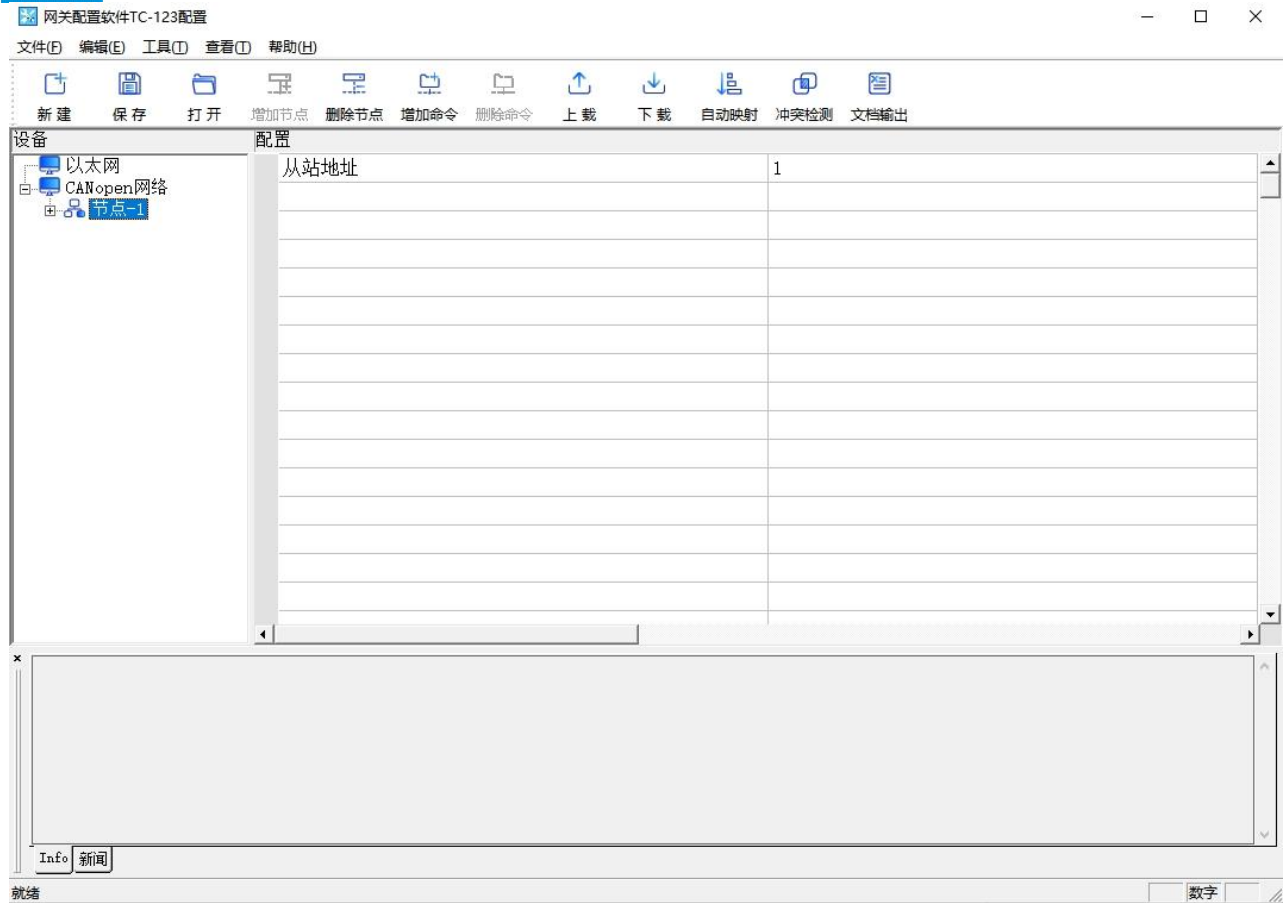 网关配置软件TC-123配置
文件(F) 编辑(E) 工具(T) 查看(T) 帮助(H)
新建 保存 打开 增加节点 删除节点 增加命令 删除命令 上载 下载 自动映射 冲突检测 文档输出
设备 配置
以太网
CANopen网络
节点-1
从站地址 1
Info 新闻
就绪 数字